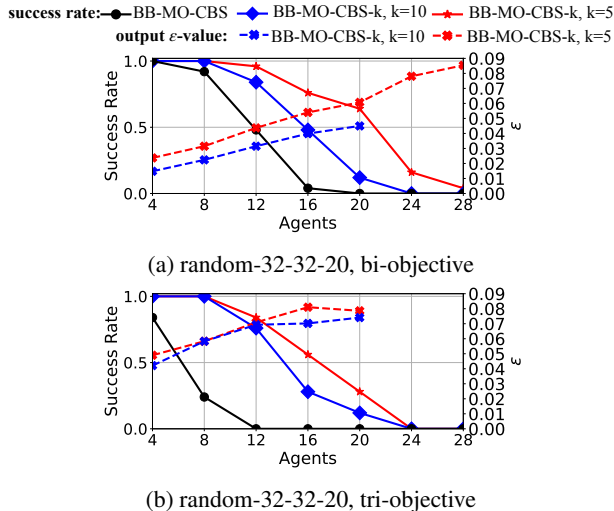 success rate: BB-MO-CBS BB-MO-CBS-k, k=10 BB-MO-CBS-k, k=5
output ε-value: BB-MO-CBS-k, k=10 BB-MO-CBS-k, k=5
1.0 0.09
0.08
0.07
0.06
0.5 0.05
0.04
0.03
0.02
0.01
0.0 0.00
Success Rate
ε
4 8 12 16 20 24 28
Agents
(a) random-32-32-20, bi-objective
1.0 0.09
0.08
0.07
0.06
0.5 0.05
0.04
0.03
0.02
0.01
0.0 0.00
Success Rate
ε
4 8 12 16 20 24 28
Agents
(b) random-32-32-20, tri-objective